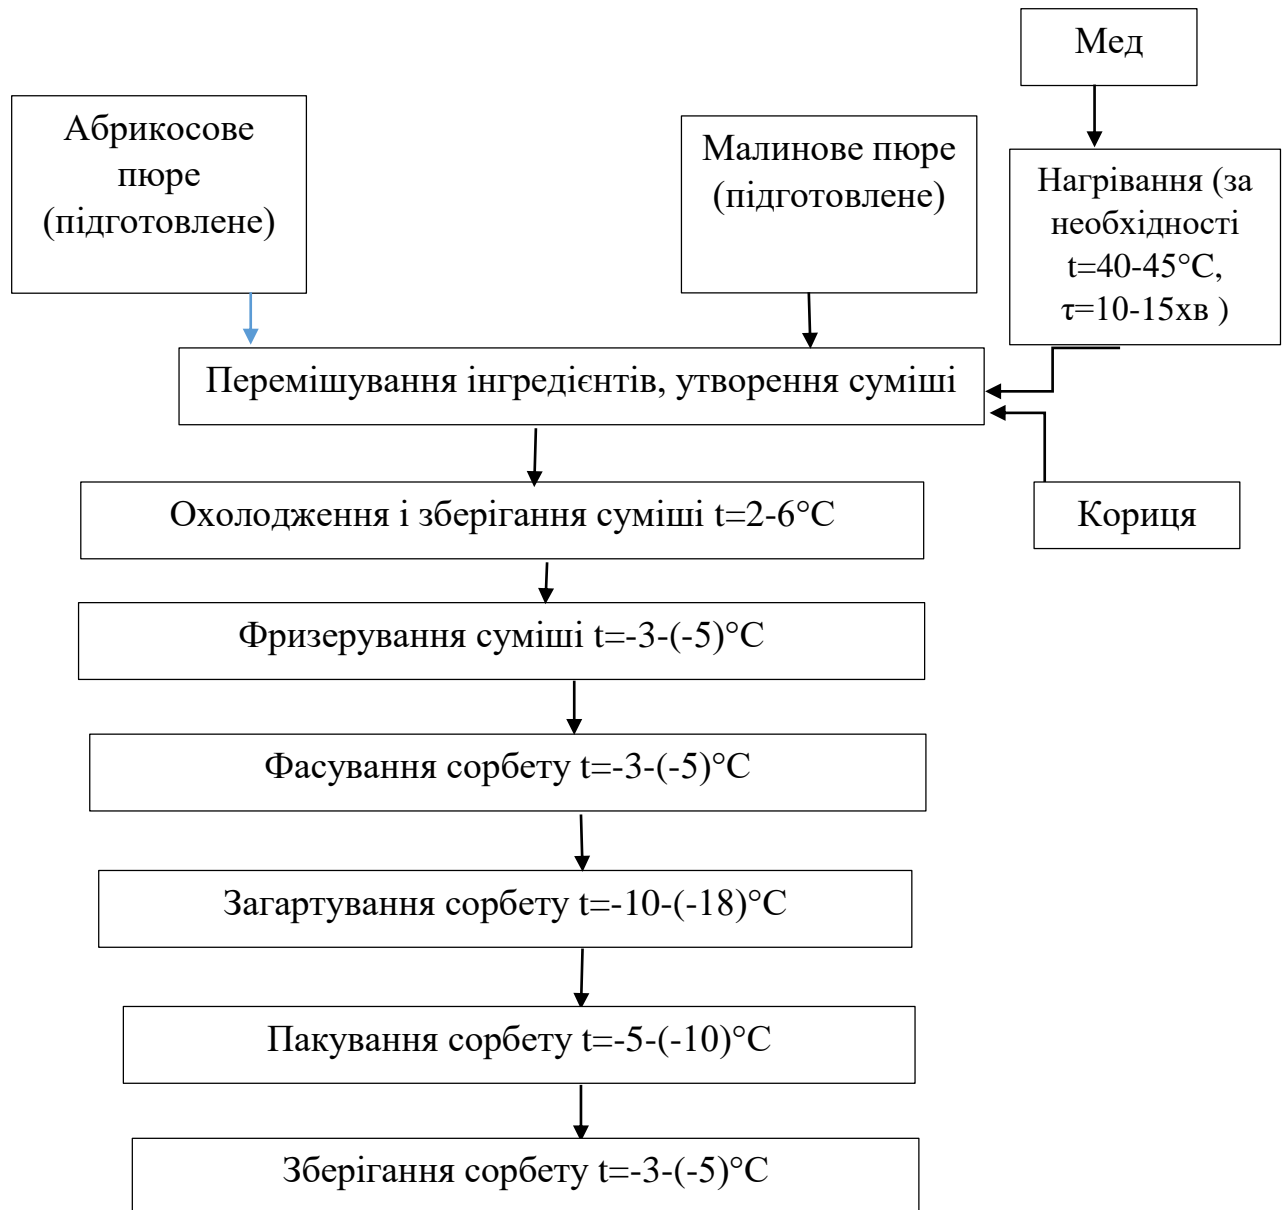 Мед
Абрикосове
пюре
(підготовлене)
Малинове пюре
(підготовлене)
Нагрівання (за
необхідності
t=40-45°C,
τ=10-15хв )
Перемішування інгредієнтів, утворення суміші
Охолодження і зберігання суміші t=2-6°C
Кориця
Фризерування суміші t=-3-(-5)°C
Фасування сорбету t=-3-(-5)°C
Загартування сорбету t=-10-(-18)°C
Пакування сорбету t=-5-(-10)°C
Зберігання сорбету t=-3-(-5)°C